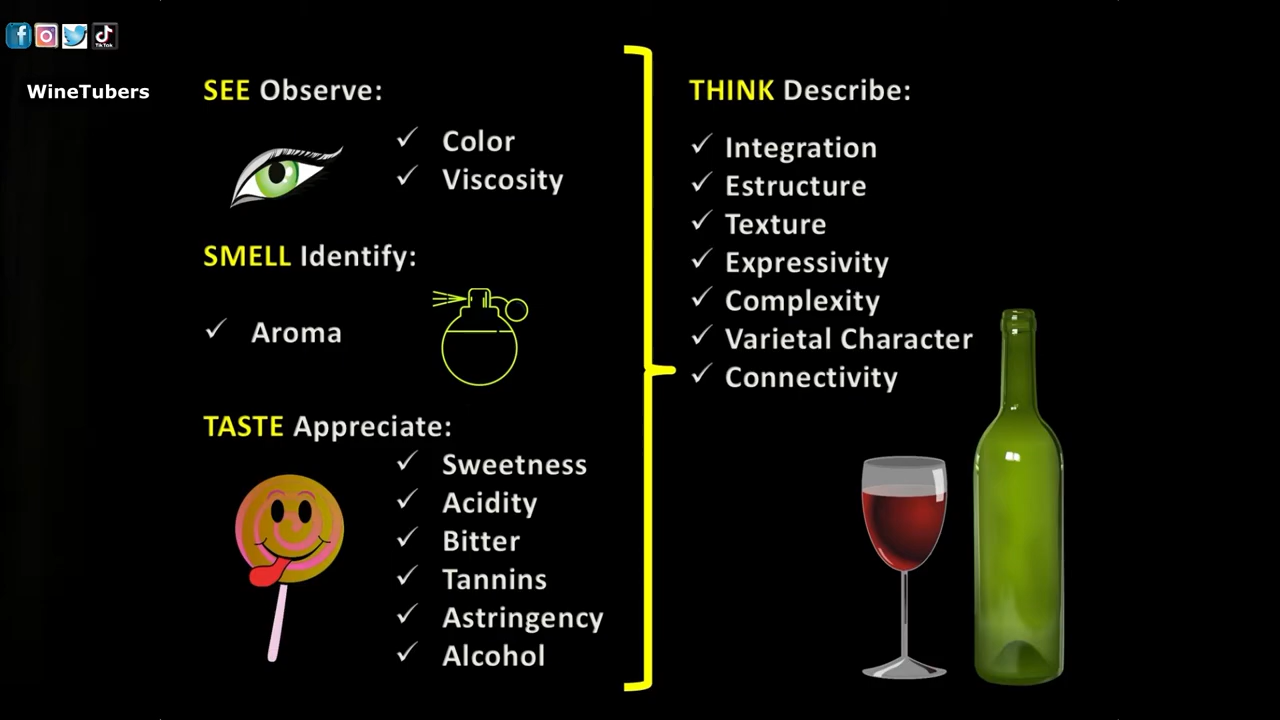 TikTok
WineTubers
SEE Observe:
✓ Color
✓ Viscosity
SMELL Identify:
✓ Aroma
TASTE Appreciate:
✓ Sweetness
✓ Acidity
✓ Bitter
✓ Tannins
✓ Astringency
✓ Alcohol
THINK Describe:
✓ Integration
✓ Estructure
✓ Texture
✓ Expressivity
✓ Complexity
✓ Varietal Character
✓ Connectivity